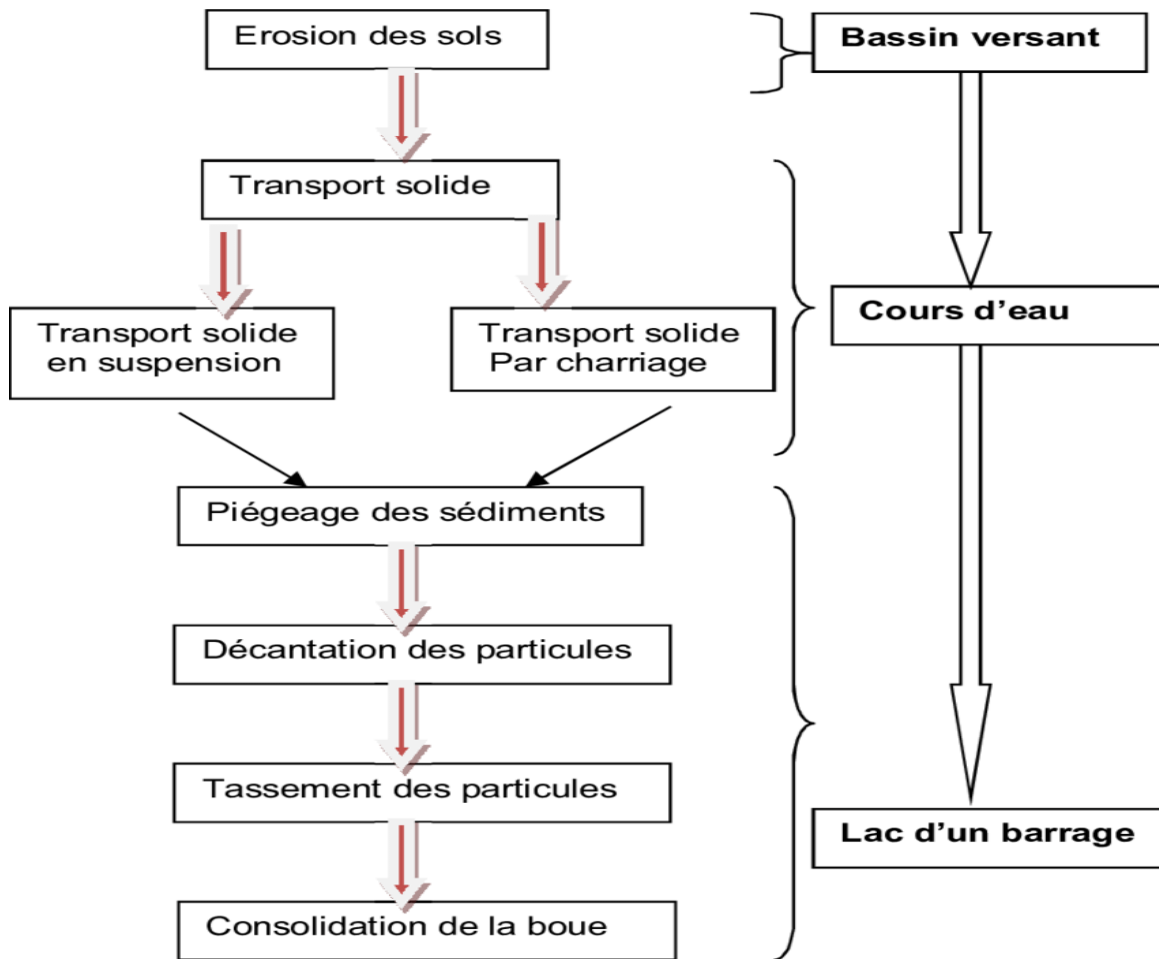 Erosion des sols
Bassin versant
Transport solide
Transport solide
en suspension
Transport solide
Par charriage
Cours d’eau
Piégeage des sédiments
Décantation des particules
Tassement des particules
Lac d’un barrage
Consolidation de la boue